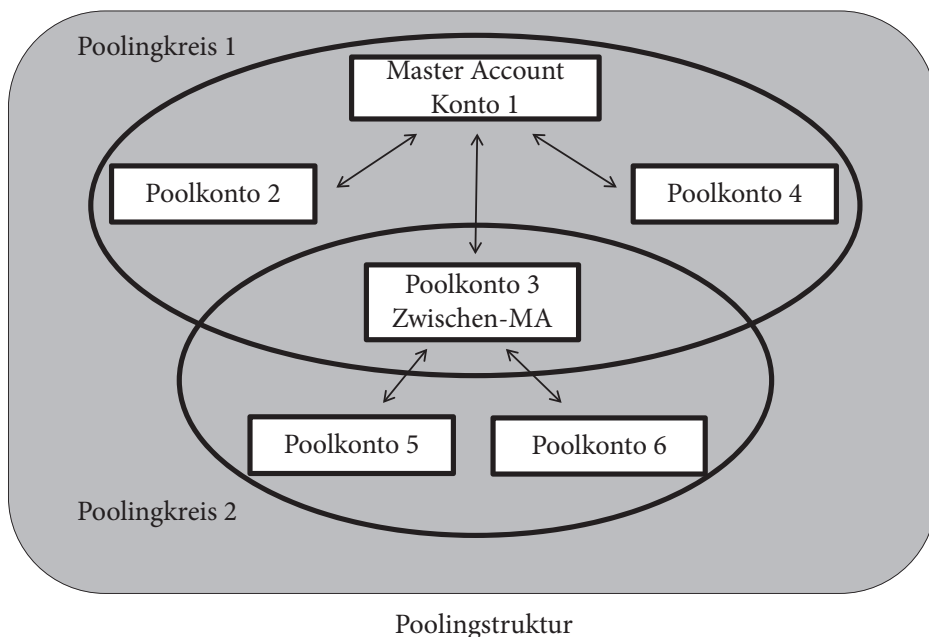 Poolingkreis 1
Master Account
Konto 1
Poolkonto 2
Poolkonto 4
Poolkonto 3
Zwischen-MA
Poolkonto 5
Poolkonto 6
Poolingkreis 2
Poolingstruktur